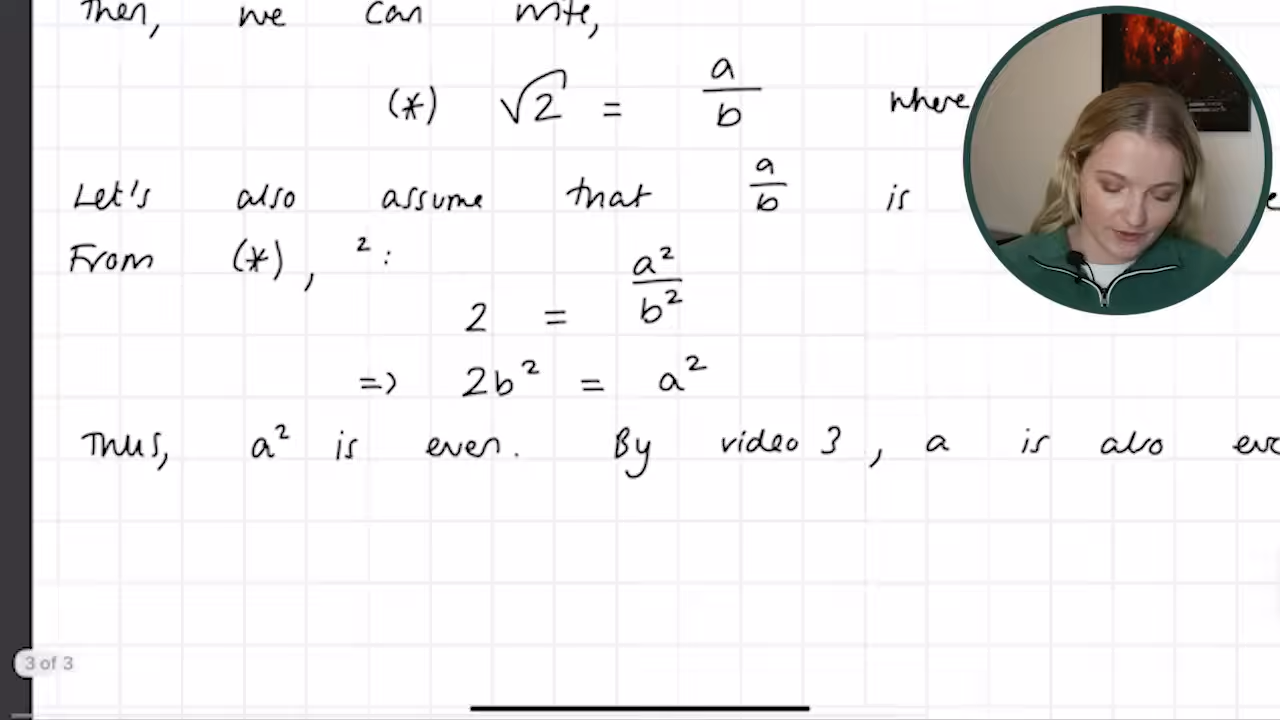 Then, we can write,
(*) √2 = a/b where
Let's also assume that a/b is
From (*), ²:
2 = a²/b²
=> 2b² = a²
Thus, a² is even. By video 3, a is also eve
3 of 3